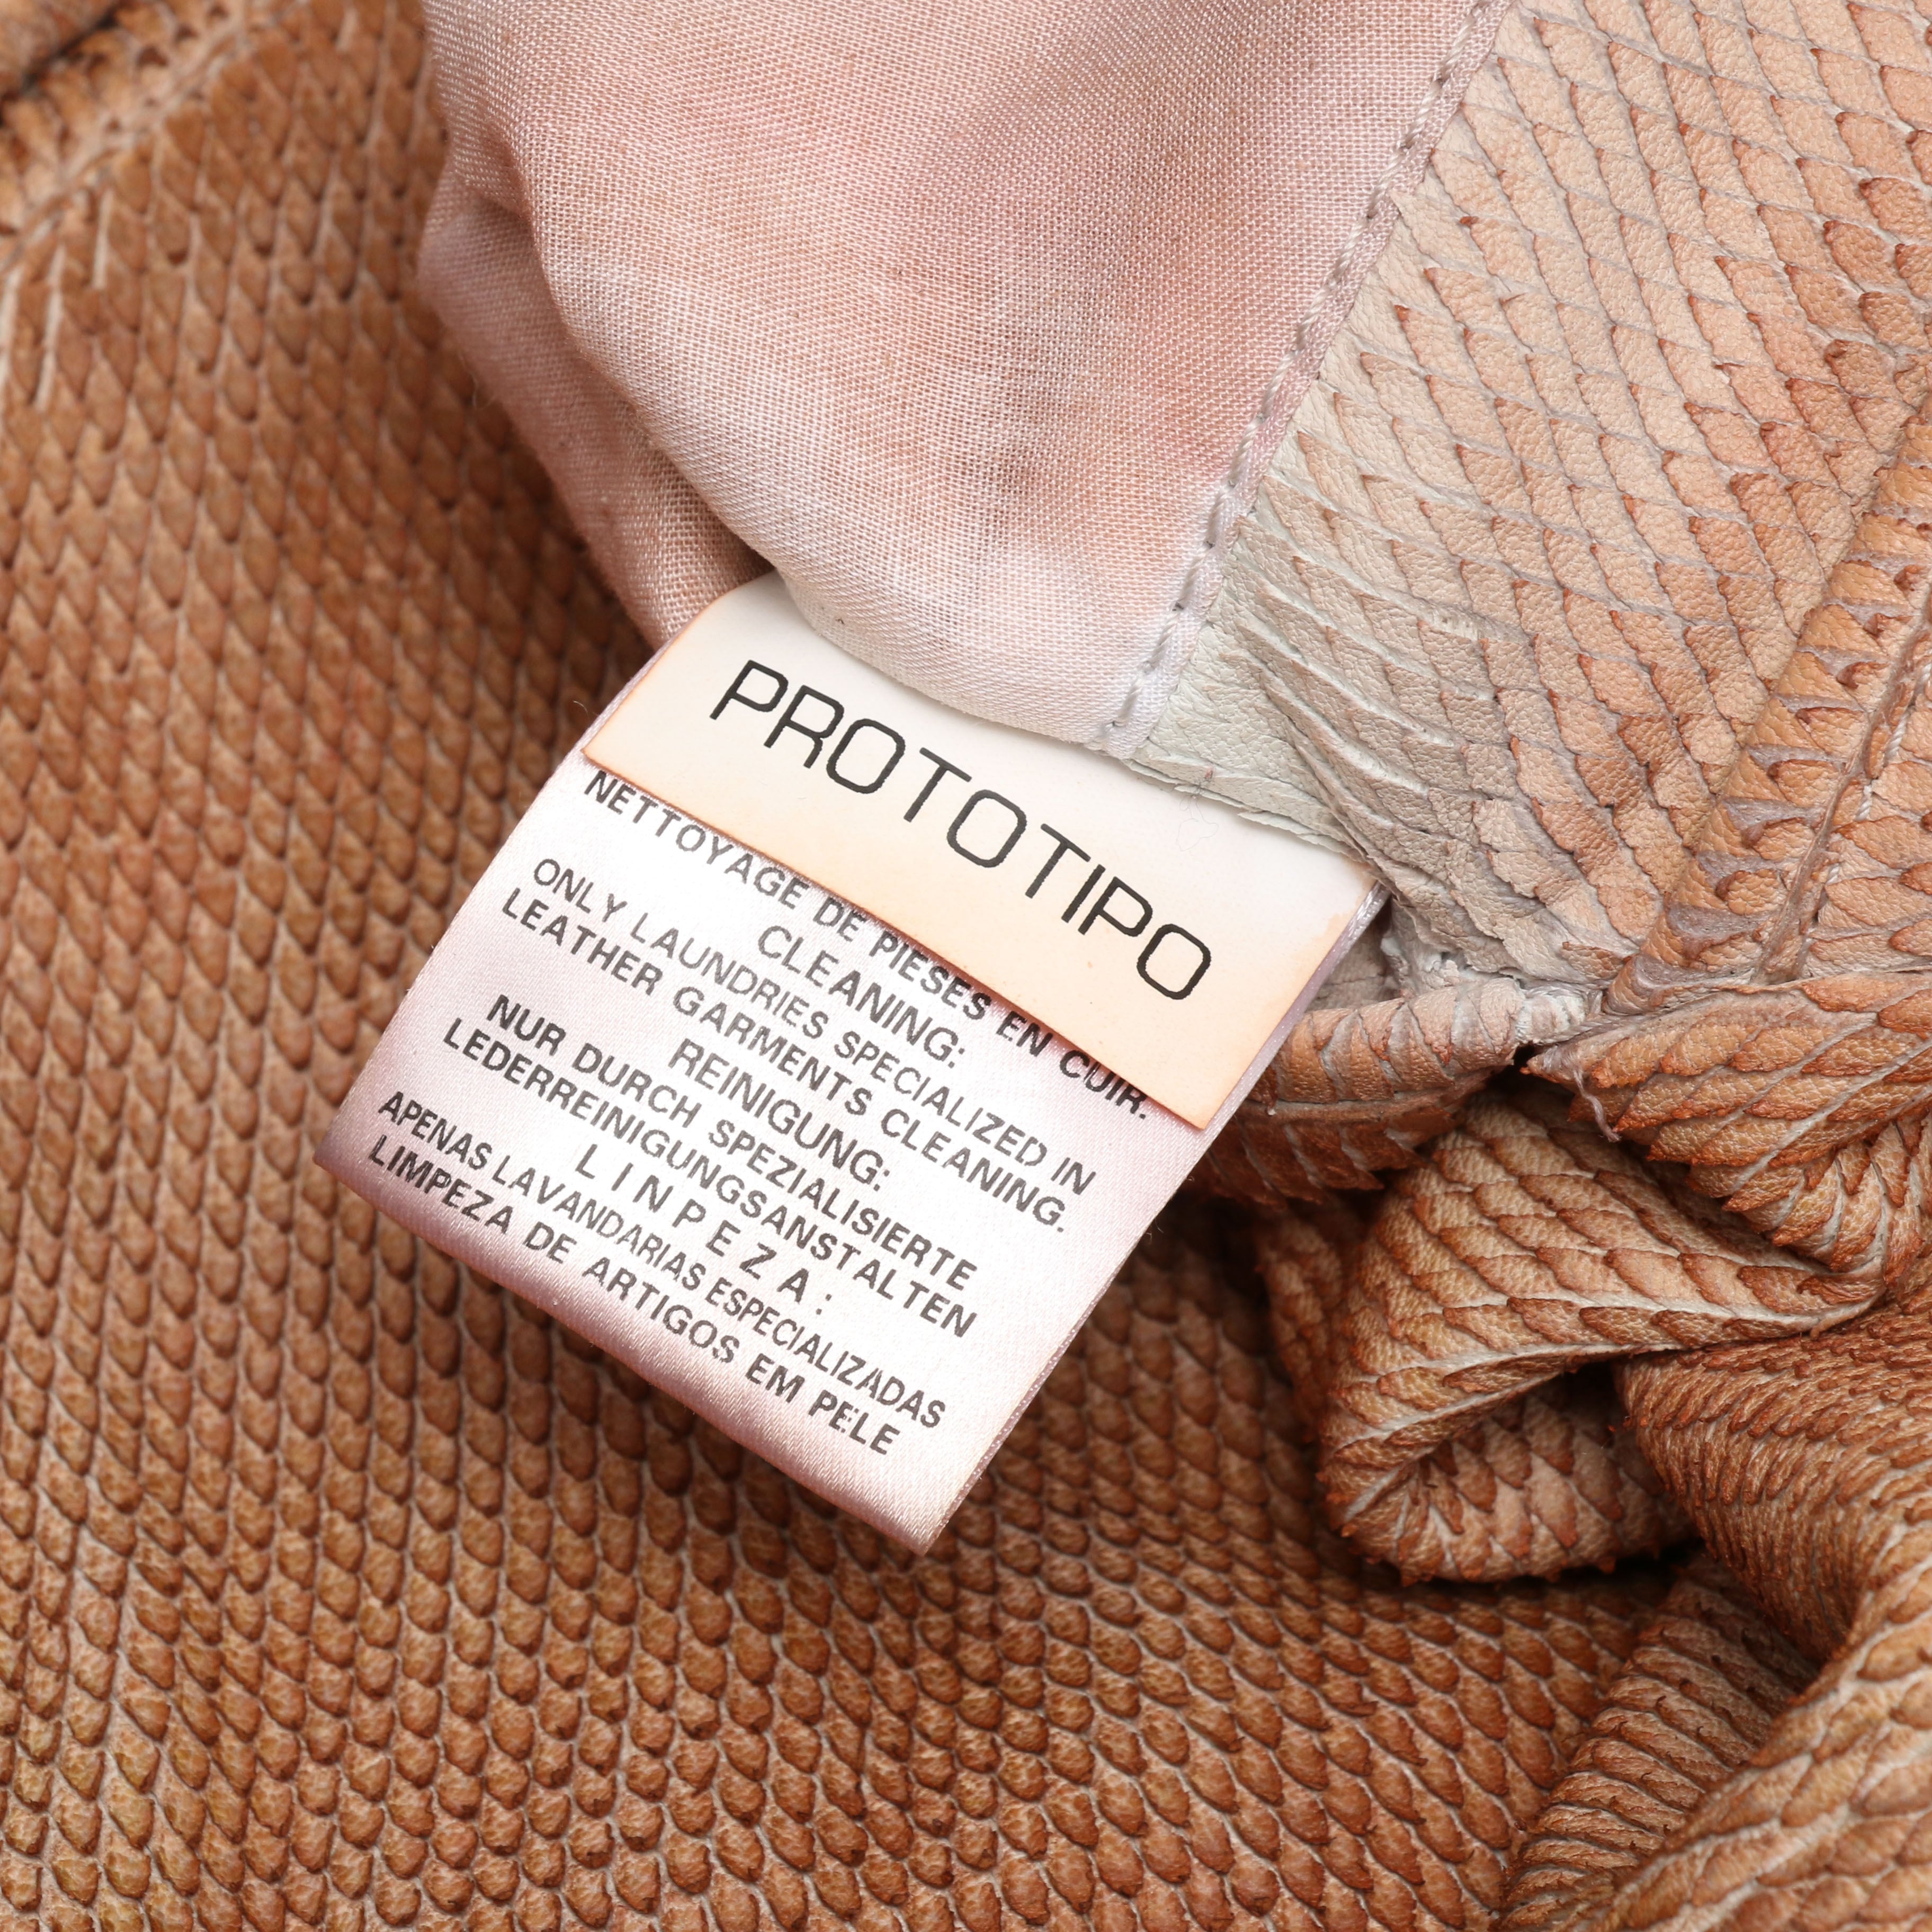 PROTOTIPO
NETTOYAGE DE PIESES EN CUIR.
CLEANING:
ONLY LAUNDRIES SPECIALIZED IN
LEATHER GARMENTS CLEANING.
REINIGUNG:
NUR DURCH SPEZIALISIERTE
LEDERREINIGUNGSANSTALTEN
LINPEZA:
APENAS LAVANDARIAS ESPECIALIZADAS
LIMPEZA DE ARTIGOS EM PELE